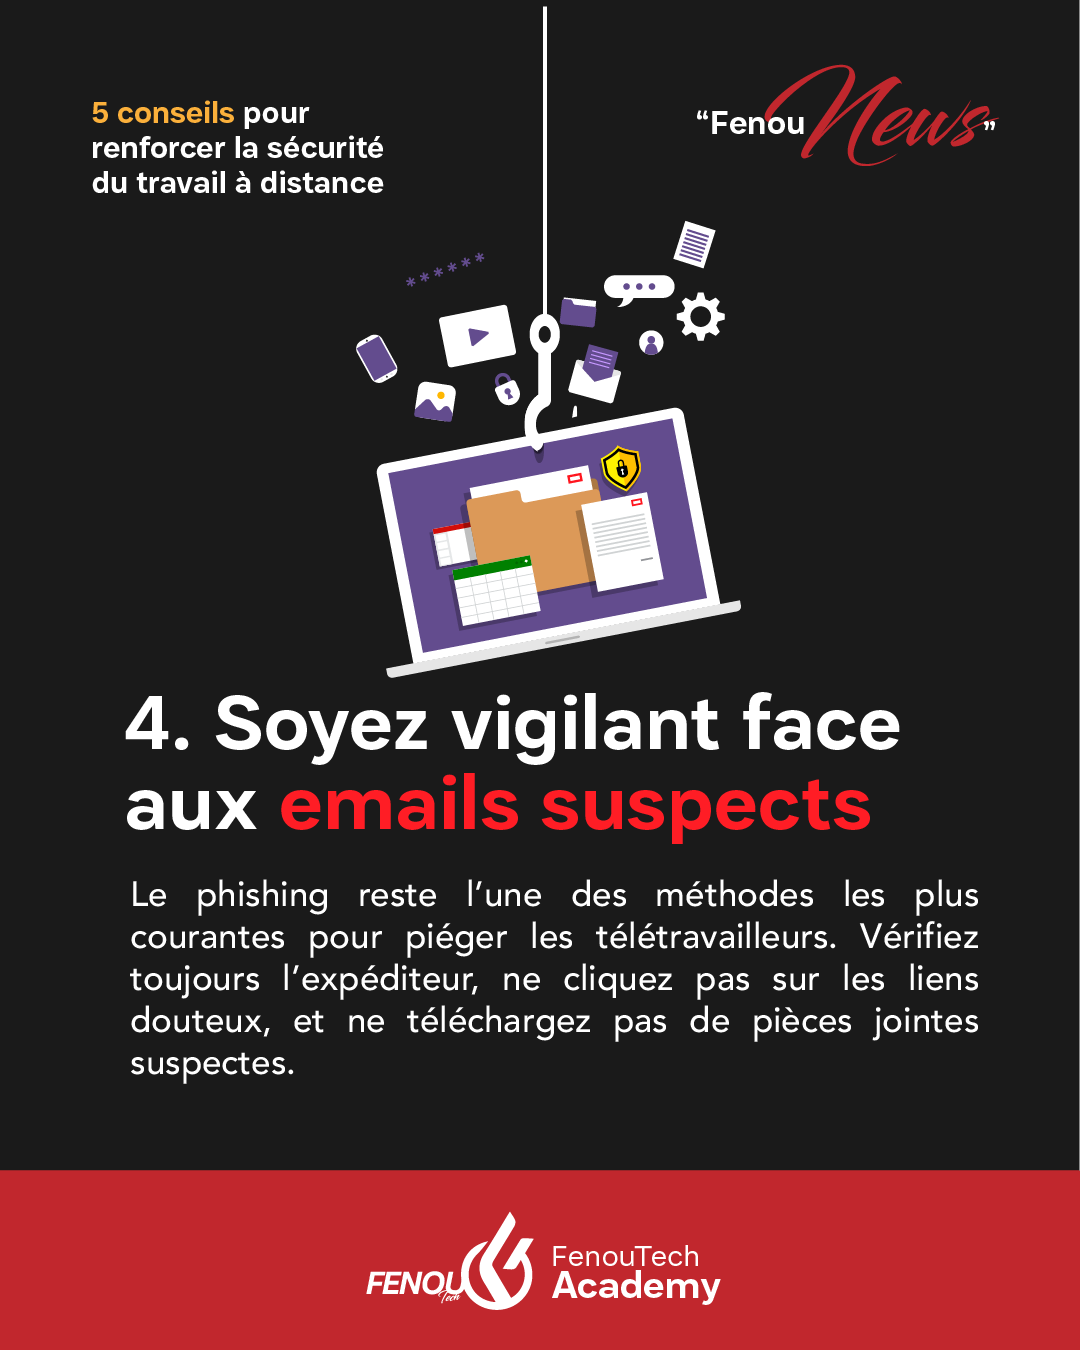 5 conseils pour
renforcer la sécurité
du travail à distance
“Fenou News”
******
4. Soyez vigilant face
aux emails suspects
Le phishing reste l’une des méthodes les plus
courantes pour piéger les télétravailleurs. Vérifiez
toujours l’expéditeur, ne cliquez pas sur les liens
douteux, et ne téléchargez pas de pièces jointes
suspectes.
FENOU
Tech
FenouTech
Academy